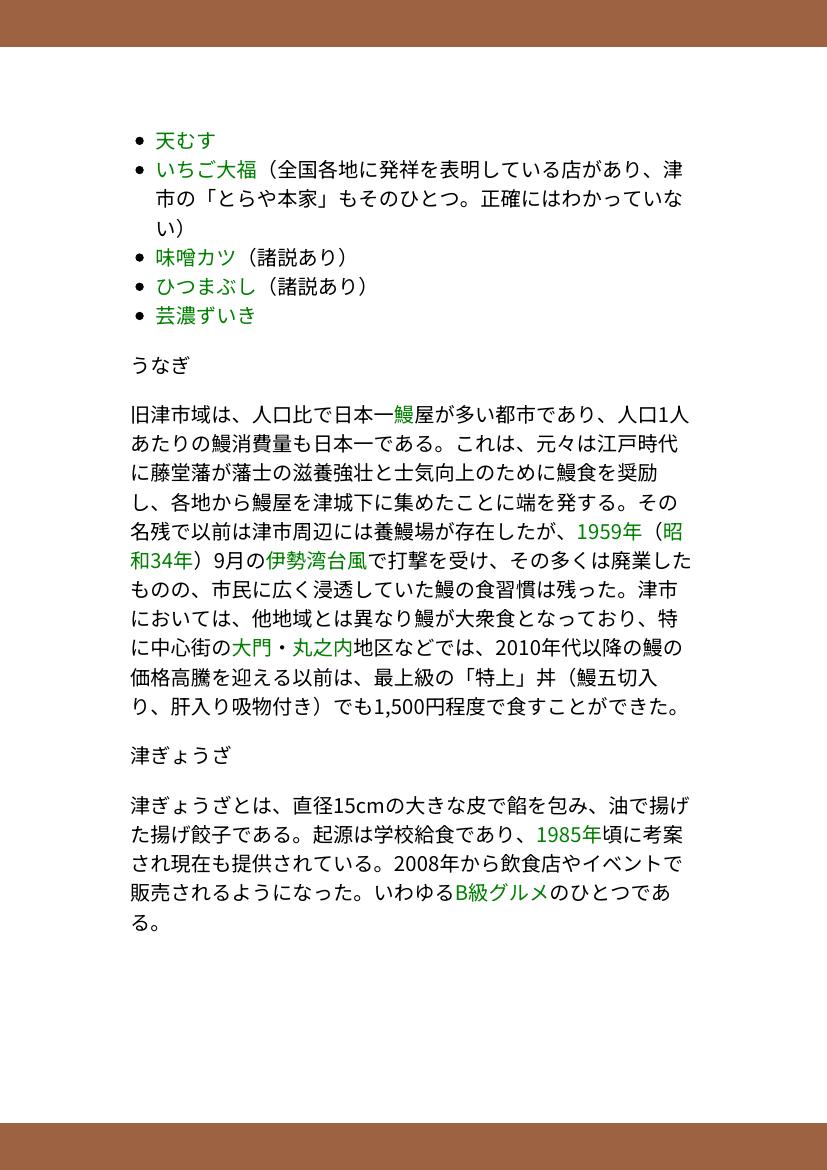 天むす
いちご大福（全国各地に発祥を表明している店があり、津
市の「とらや本家」もそのひとつ。正確にはわかっていな
い）
味噌カツ（諸説あり）
ひつまぶし（諸説あり）
芸濃ずいき
うなぎ
旧津市域は、人口比で日本一鰻屋が多い都市であり、人口1人
あたりの鰻消費量も日本一である。これは、元々は江戸時代
に藤堂藩が藩士の滋養強壮と士気向上のために鰻食を奨励
し、各地から鰻屋を津城下に集めたことに端を発する。その
名残で以前は津市周辺には養鰻場が存在したが、1959年（昭
和34年）9月の伊勢湾台風で打撃を受け、その多くは廃業した
ものの、市民に広く浸透していた鰻の食習慣は残った。津市
においては、他地域とは異なり鰻が大衆食となっており、特
に中心街の大門・丸之内地区などでは、2010年代以降の鰻の
価格高騰を迎える以前は、最上級の「特上」丼（鰻五切入
り、肝入り吸物付き）でも1,500円程度で食すことができた。
津ぎょうざ
津ぎょうざとは、直径15cmの大きな皮で餡を包み、油で揚げ
た揚げ餃子である。起源は学校給食であり、1985年頃に考案
され現在も提供されている。2008年から飲食店やイベントで
販売されるようになった。いわゆるB級グルメのひとつであ
る。